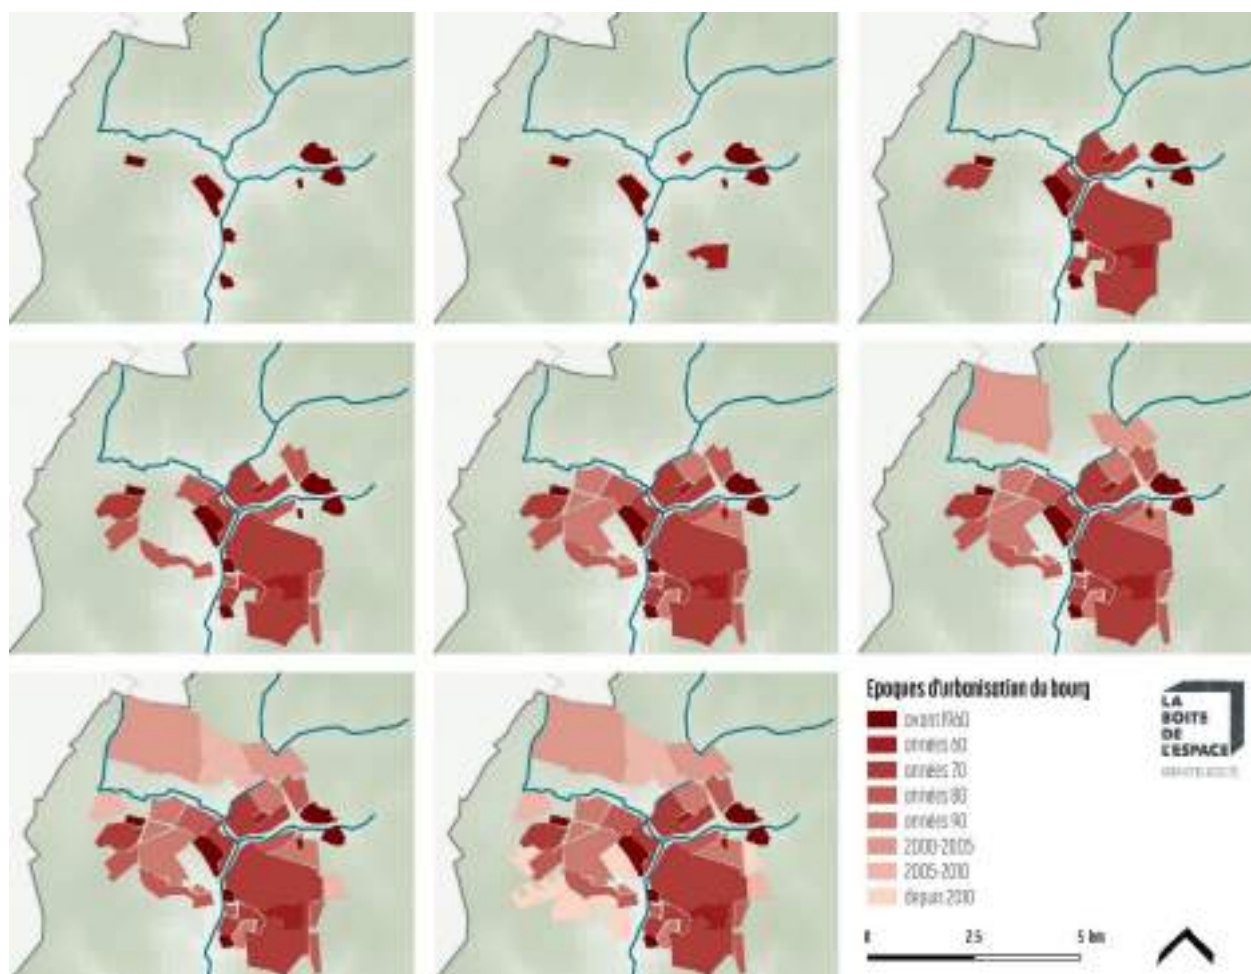 Epoques d'urbanisation du bourg
avant 1960
années 60
années 70
années 80
années 90
2000-2005
2005-2010
depuis 2010
0 2.5 5 km
LA
BOITE
DE
L'ESPACE